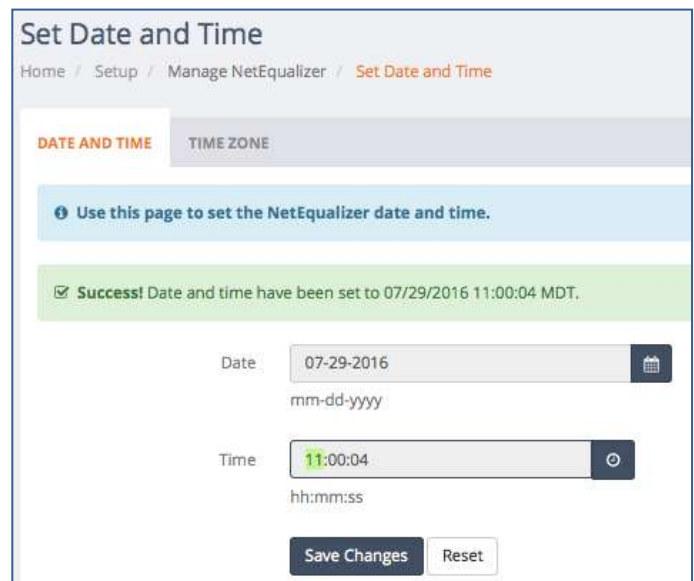 Set Date and Time
Home / Setup / Manage NetEqualizer / Set Date and Time
DATE AND TIME TIME ZONE
Use this page to set the NetEqualizer date and time.
Success! Date and time have been set to 07/29/2016 11:00:04 MDT.
Date 07-29-2016
mm-dd-yyyy
Time 11:00:04
hh:mm:ss
Save Changes Reset